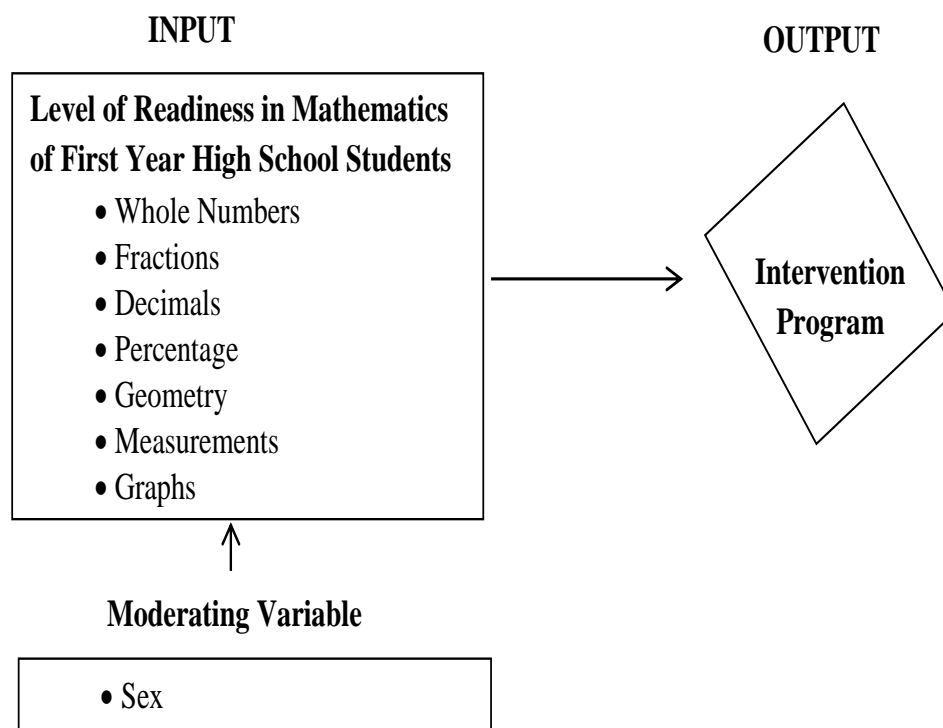 INPUT
Level of Readiness in Mathematics
of First Year High School Students
• Whole Numbers
• Fractions
• Decimals
• Percentage
• Geometry
• Measurements
• Graphs
Moderating Variable
• Sex
OUTPUT
Intervention
Program